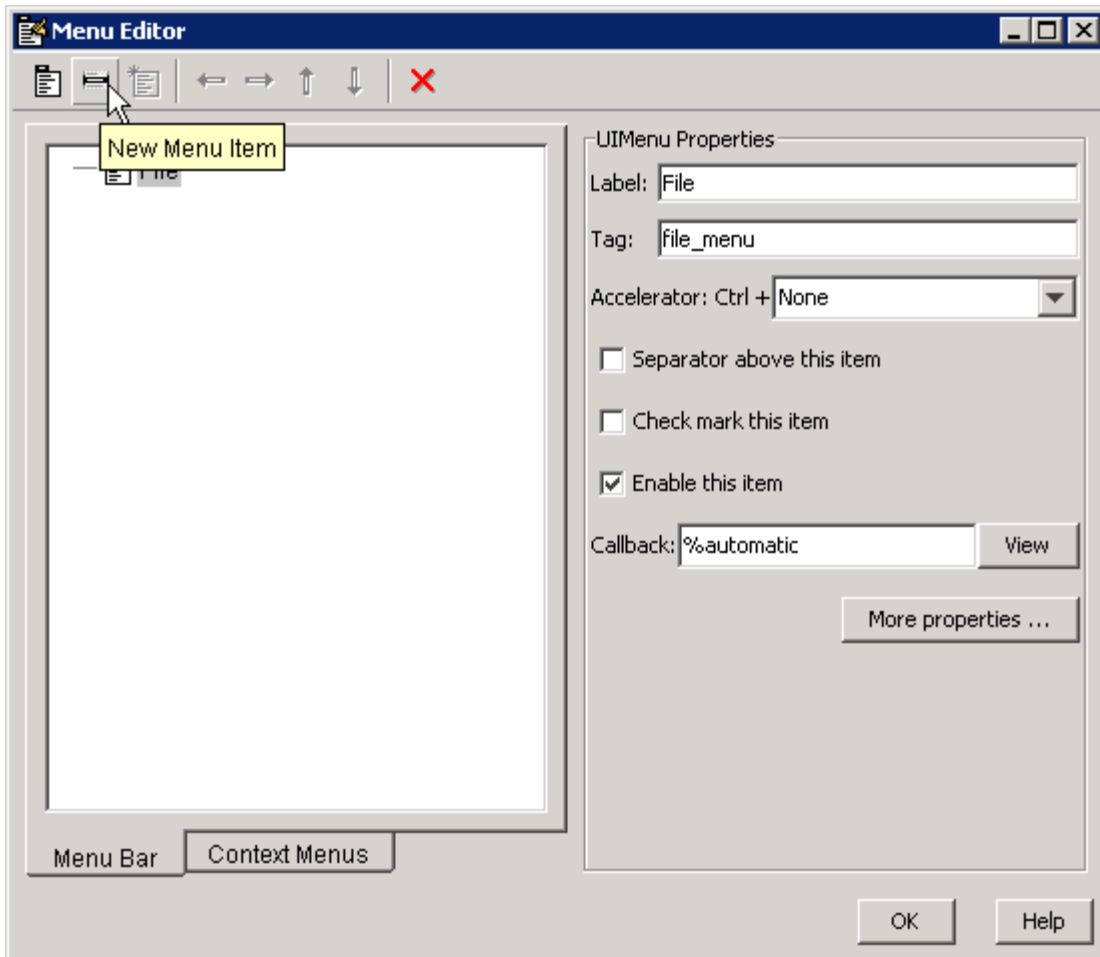 Menu Editor
New Menu Item
File
UIMenu Properties
Label: File
Tag: file_menu
Accelerator: Ctrl + None
Separator above this item
Check mark this item
Enable this item
Callback: %automatic View
More properties ...
Menu Bar Context Menus
OK Help